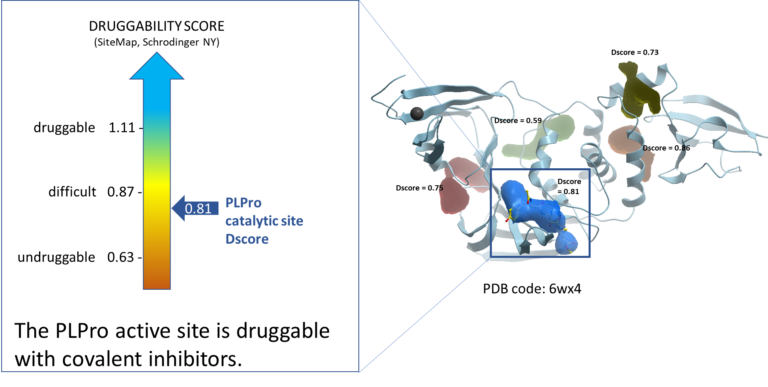 DRUGGABILITY SCORE
(SiteMap, Schrodinger NY)
druggable 1.11 -
difficult 0.87 -
0.81
PLPro
catalytic site
Dscore
undruggable 0.63 -
The PLPro active site is druggable
with covalent inhibitors.
Dscore = 0.73
Dscore = 0.59
Dscore = 0.86
Dscore = 0.75
Dscore
= 0.81
PDB code: 6wx4